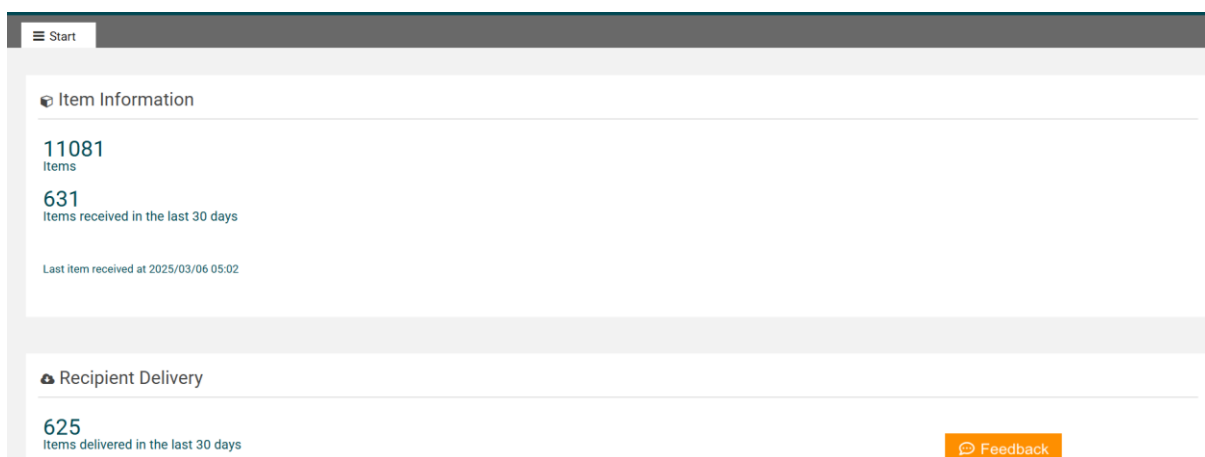 Start
Item Information
11081
Items
631
Items received in the last 30 days
Last item received at 2025/03/06 05:02
Recipient Delivery
625
Items delivered in the last 30 days
Feedback